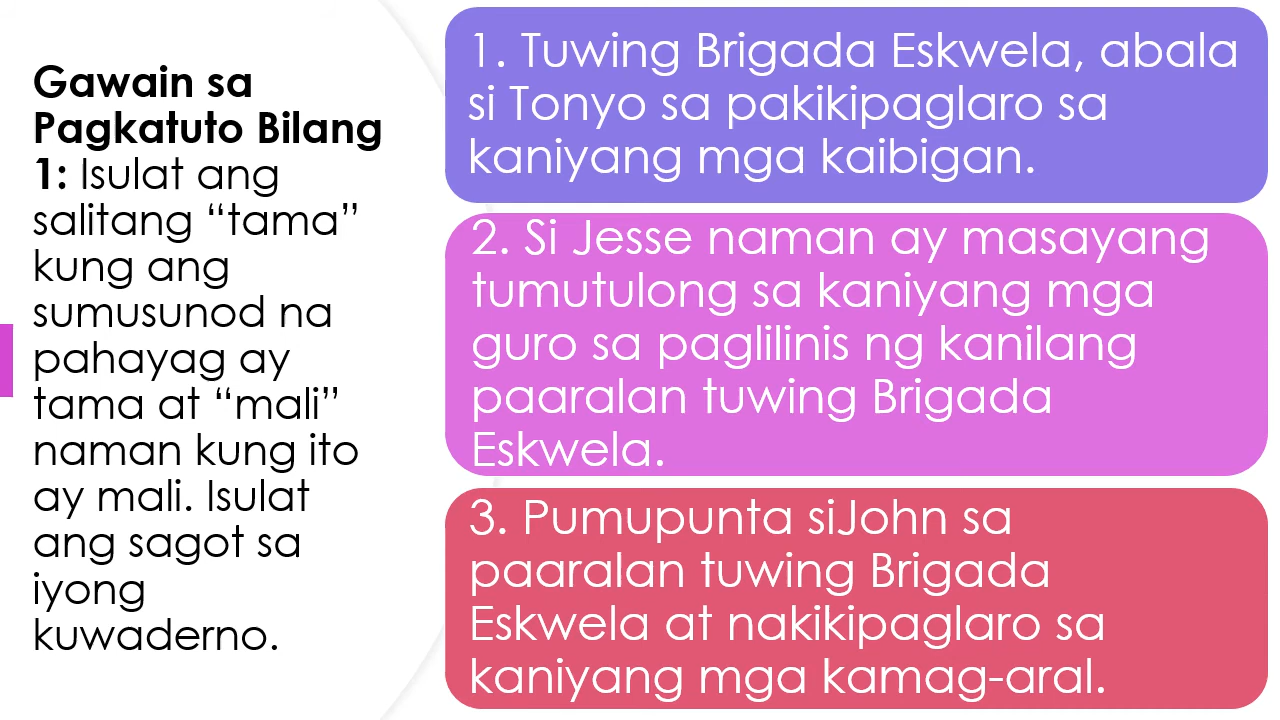 Gawain sa
Pagkatuto Bilang
1: Isulat ang
salitang “tama”
kung ang
sumusunod na
pahayag ay
tama at “mali”
naman kung ito
ay mali. Isulat
ang sagot sa
iyong
kuwaderno.
1. Tuwing Brigada Eskwela, abala
si Tonyo sa pakikipaglaro sa
kaniyang mga kaibigan.
2. Si Jesse naman ay masayang
tumutulong sa kaniyang mga
guro sa paglilinis ng kanilang
paaralan tuwing Brigada
Eskwela.
3. Pumupunta siJohn sa
paaralan tuwing Brigada
Eskwela at nakikipaglaro sa
kaniyang mga kamag-aral.